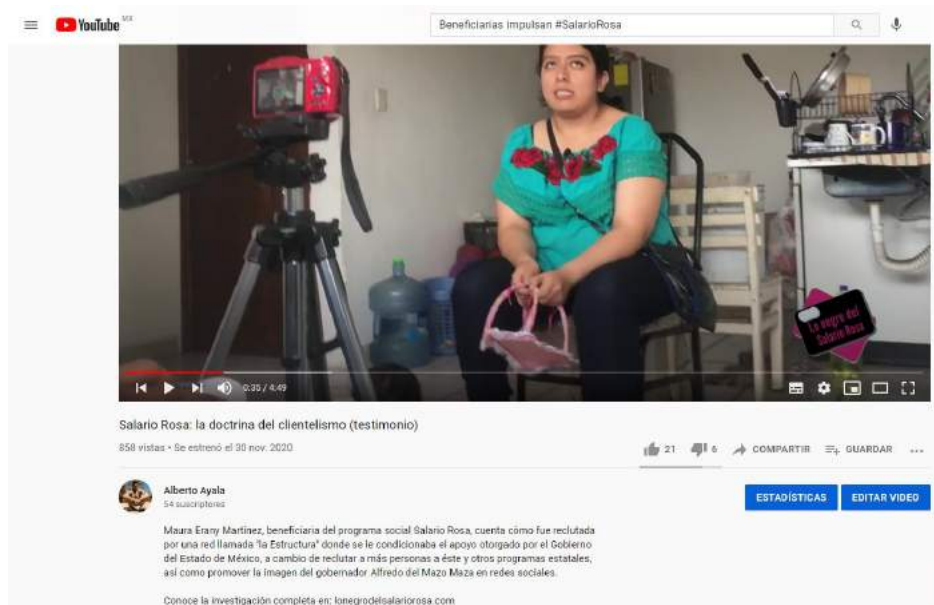 YouTube MX
Beneficiarias impulsan #SalarioRosa
Lo negro del
Salario Rosa
0:35 / 4:49
Salario Rosa: la doctrina del clientelismo (testimonio)
858 vistas • Se estrenó el 30 nov. 2020
21 6 COMPARTIR GUARDAR
Alberto Ayala
54 suscriptores
ESTADÍSTICAS EDITAR VIDEO
Maura Erany Martínez, beneficiaria del programa social Salario Rosa, cuenta cómo fue reclutada
por una red llamada "la Estructura" donde se le condicionaba el apoyo otorgado por el Gobierno
del Estado de México, a cambio de reclutar a más personas a éste y otros programas estatales,
así como promover la imagen del gobernador Alfredo del Mazo Maza en redes sociales.
Conoce la investigación completa en: lonegrodelsalariorosa.com